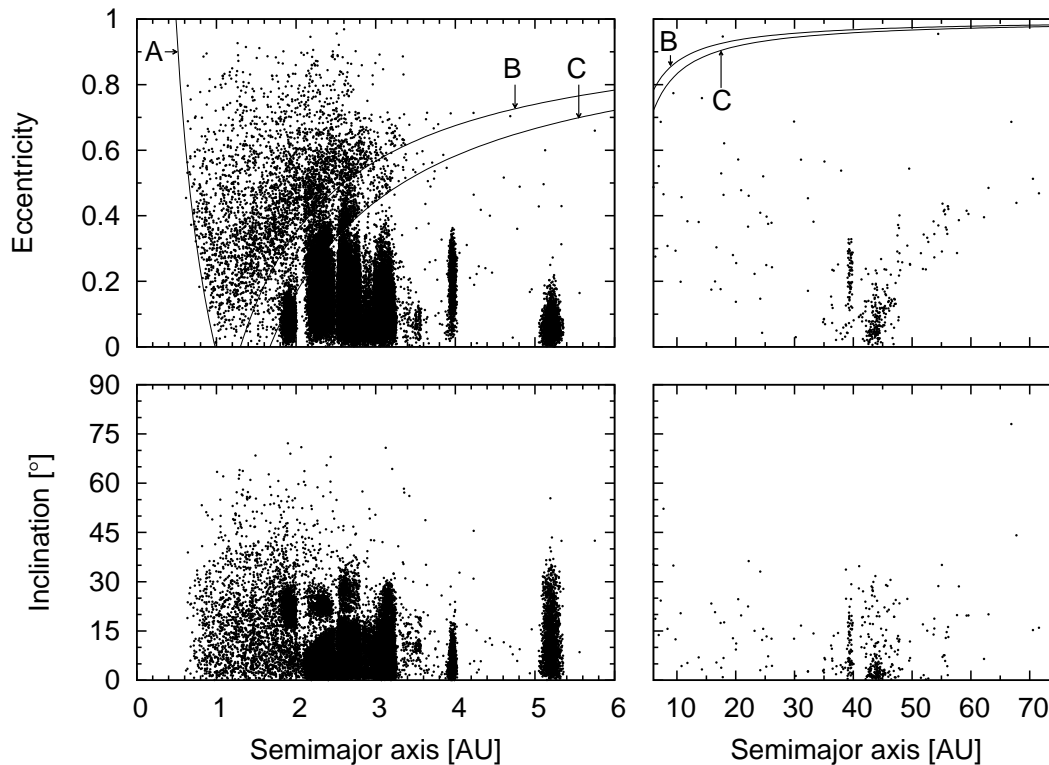 1
0.8
0.6
0.4
0.2
0
Eccentricity
A
B
C
B
C
90
75
60
45
30
15
0
Inclination [°]
0 1 2 3 4 5 6
10 20 30 40 50 60 70
Semimajor axis [AU]
Semimajor axis [AU]